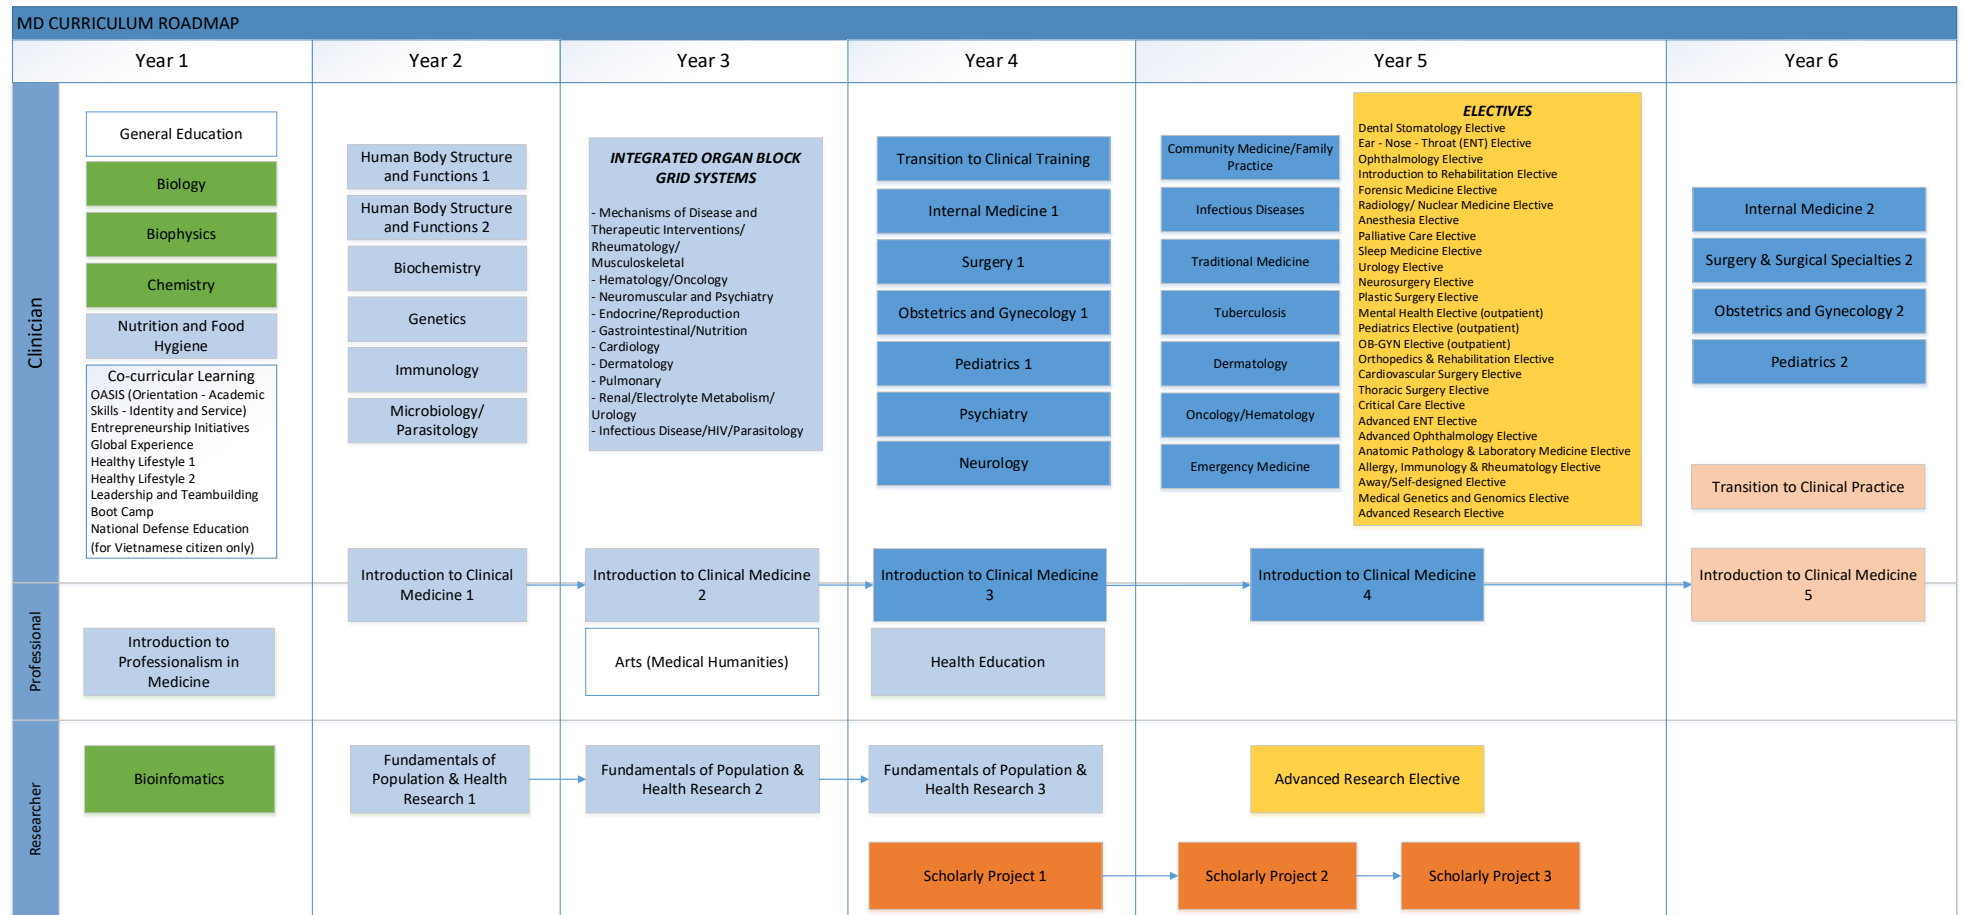 MD CURRICULUM ROADMAP
Year 1
Year 2
Year 3
Year 4
Year 5
Year 6
Clinician
General Education
Biology
Biophysics
Chemistry
Nutrition and Food
Hygiene
Co-curricular Learning
OASIS (Orientation - Academic
Skills - Identity and Service)
Entrepreneurship Initiatives
Global Experience
Healthy Lifestyle 1
Healthy Lifestyle 2
Leadership and Teambuilding
Boot Camp
National Defense Education
(for Vietnamese citizen only)
Human Body Structure
and Functions 1
Human Body Structure
and Functions 2
Biochemistry
Genetics
Immunology
Microbiology/
Parasitology
INTEGRATED ORGAN BLOCK
GRID SYSTEMS
- Mechanisms of Disease and
Therapeutic Interventions/
Rheumatology/
Musculoskeletal
- Hematology/Oncology
- Neuromuscular and Psychiatry
- Endocrine/Reproduction
- Gastrointestinal/Nutrition
- Cardiology
- Dermatology
- Pulmonary
- Renal/Electrolyte Metabolism/
Urology
- Infectious Disease/HIV/Parasitology
Transition to Clinical Training
Internal Medicine 1
Surgery 1
Obstetrics and Gynecology 1
Pediatrics 1
Psychiatry
Neurology
Community Medicine/Family
Practice
Infectious Diseases
Traditional Medicine
Tuberculosis
Dermatology
Oncology/Hematology
Emergency Medicine
ELECTIVES
Dental Stomatology Elective
Ear - Nose - Throat (ENT) Elective
Ophthalmology Elective
Introduction to Rehabilitation Elective
Forensic Medicine Elective
Radiology/ Nuclear Medicine Elective
Anesthesia Elective
Palliative Care Elective
Sleep Medicine Elective
Urology Elective
Neurosurgery Elective
Plastic Surgery Elective
Mental Health Elective (outpatient)
Pediatrics Elective (outpatient)
OB-GYN Elective (outpatient)
Orthopedics & Rehabilitation Elective
Cardiovascular Surgery Elective
Thoracic Surgery Elective
Critical Care Elective
Advanced ENT Elective
Advanced Ophthalmology Elective
Anatomic Pathology & Laboratory Medicine Elective
Allergy, Immunology & Rheumatology Elective
Away/Self-designed Elective
Medical Genetics and Genomics Elective
Advanced Research Elective
Internal Medicine 2
Surgery & Surgical Specialties 2
Obstetrics and Gynecology 2
Pediatrics 2
Transition to Clinical Practice
Introduction to Clinical
Medicine 1
Introduction to Clinical Medicine
2
Introduction to Clinical Medicine
3
Introduction to Clinical Medicine
4
Introduction to Clinical Medicine
5
Professional
Introduction to
Professionalism in
Medicine
Arts (Medical Humanities)
Health Education
Researcher
Bioinfomatics
Fundamentals of
Population & Health
Research 1
Fundamentals of Population &
Health Research 2
Fundamentals of Population &
Health Research 3
Advanced Research Elective
Scholarly Project 1
Scholarly Project 2
Scholarly Project 3